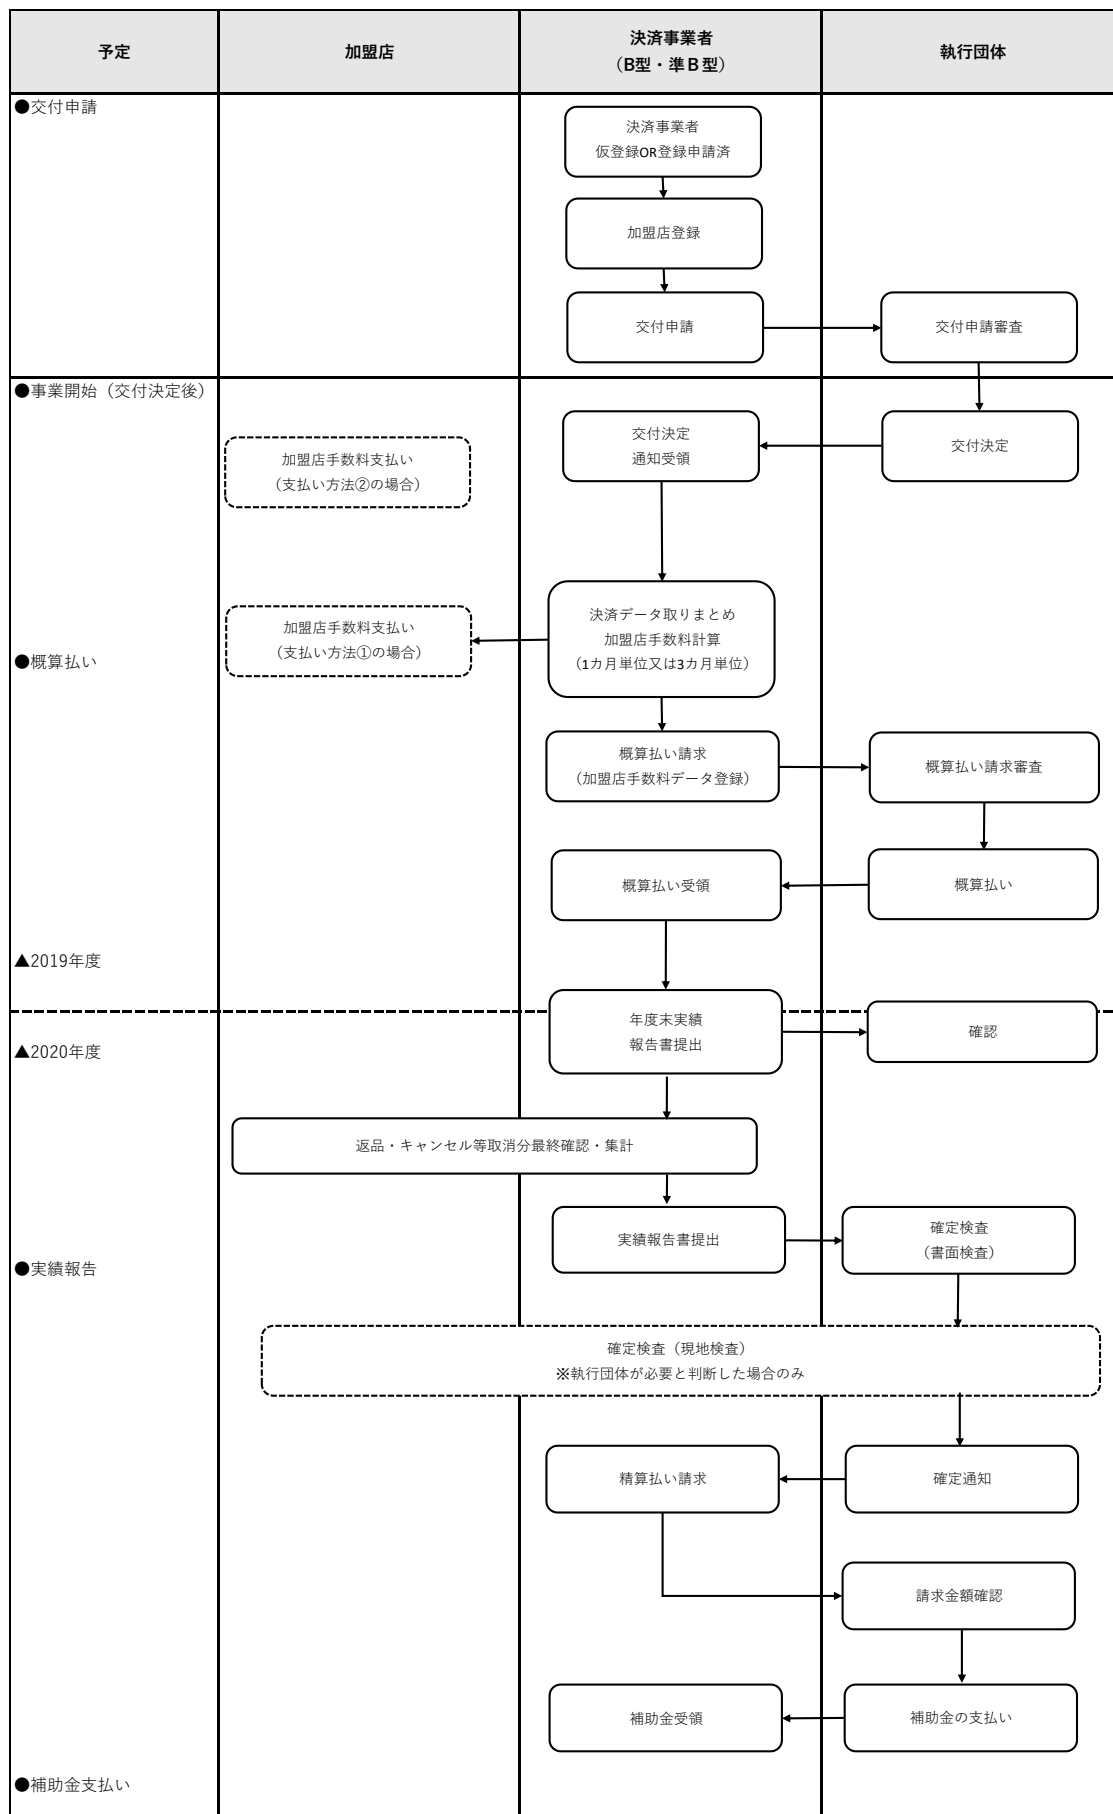 予定
加盟店
決済事業者
（B型・準Ｂ型）
執行団体
●交付申請
決済事業者
仮登録OR登録申請済
加盟店登録
交付申請
交付申請審査
●事業開始（交付決定後）
交付決定
通知受領
交付決定
加盟店手数料支払い
（支払い方法②の場合）
決済データ取りまとめ
加盟店手数料計算
（1カ月単位又は3カ月単位）
加盟店手数料支払い
（支払い方法①の場合）
●概算払い
概算払い請求
（加盟店手数料データ登録）
概算払い請求審査
概算払い受領
概算払い
▲2019年度
年度末実績
報告書提出
確認
▲2020年度
返品・キャンセル等取消分最終確認・集計
実績報告書提出
確定検査
（書面検査）
●実績報告
確定検査（現地検査）
※執行団体が必要と判断した場合のみ
精算払い請求
確定通知
請求金額確認
補助金受領
補助金の支払い
●補助金支払い